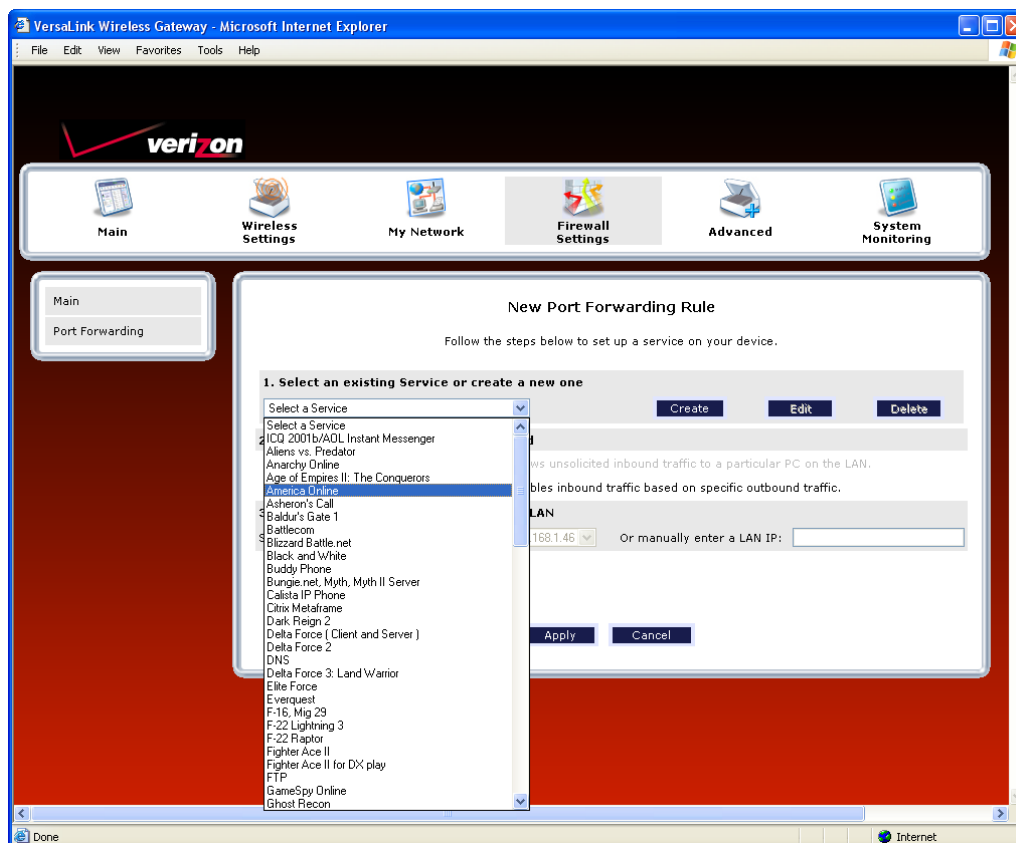 VersaLink Wireless Gateway - Microsoft Internet Explorer
File Edit View Favorites Tools Help
verizon
Main
Wireless Settings
My Network
Firewall Settings
Advanced
System Monitoring
Main
Port Forwarding
New Port Forwarding Rule
Follow the steps below to set up a service on your device.
1. Select an existing Service or create a new one
Select a Service
Create Edit Delete
Select a Service
ICQ 2001b/AOL Instant Messenger
Aliens vs. Predator
Anarchy Online
Age of Empires II: The Conquerors
America Online
Asheron's Call
Baldur's Gate 1
Battlecom
Blizzard Battle.net
Black and White
Buddy Phone
Bungie.net, Myth, Myth II Server
Calista IP Phone
Citrix Metaframe
Dark Reign 2
Delta Force ( Client and Server )
Delta Force 2
DNS
Delta Force 3: Land Warrior
Elite Force
Everquest
F-16, Mig 29
F-22 Lightning 3
F-22 Raptor
Fighter Ace II
Fighter Ace II for DX play
FTP
GameSpy Online
Ghost Recon
unsolicited inbound traffic to a particular PC on the LAN.
inbound traffic based on specific outbound traffic.
LAN
168.1.46 Or manually enter a LAN IP:
Apply Cancel
Done
Internet